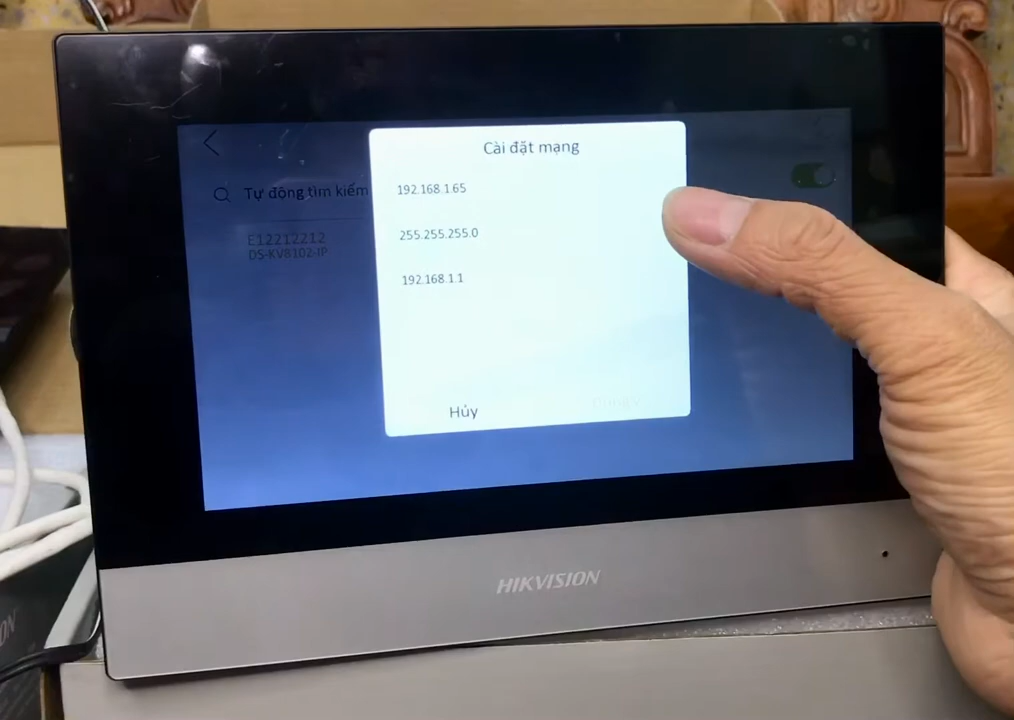 Cài đặt mạng
Tự động tìm kiếm
192.168.1.65
E12212212
DS-KV8102-IP
255.255.255.0
192.168.1.1
Hủy
HIKVISION